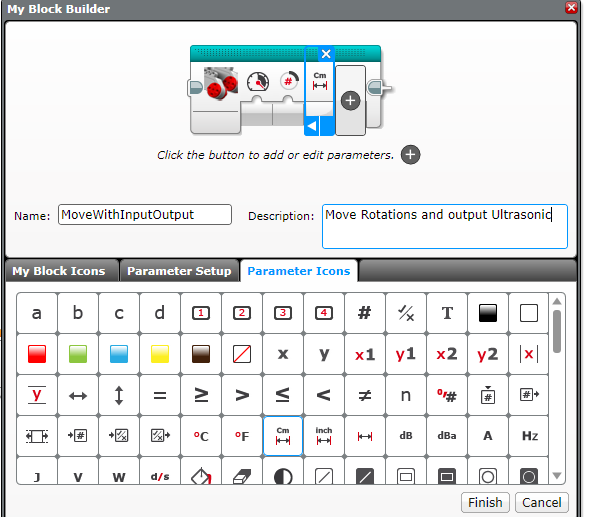 My Block Builder
#
Cm
Click the button to add or edit parameters.
Name: MoveWithInputOutput Description: Move Rotations and output Ultrasonic
My Block Icons Parameter Setup Parameter Icons
a b c d 1 2 3 4 # T
x y x1 y1 x2 y2 |x|
y = ≥ > ≤ < ≠ n # #
# °C °F Cm inch dB dBa A Hz
J V W d/s
Finish Cancel